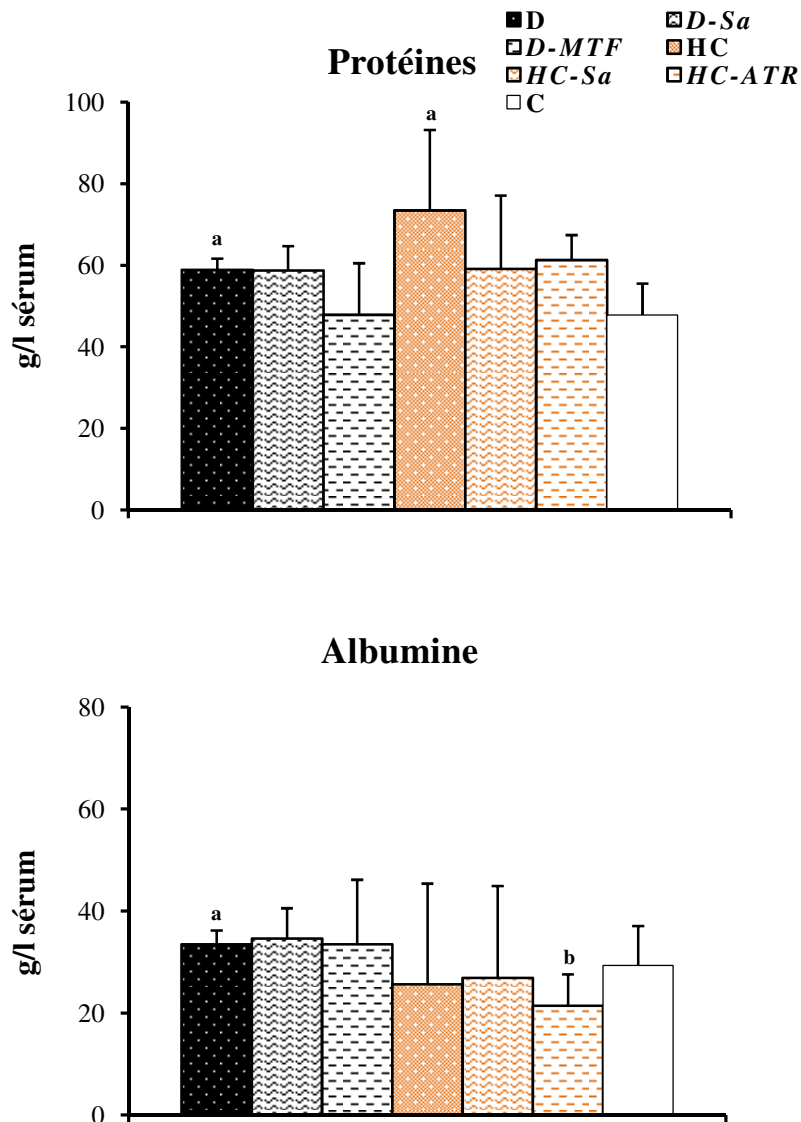 D D-Sa
D-MTF HC
HC-Sa HC-ATR
C
Protéines
100
80
60
40
20
0
g/l sérum
a
a
Albumine
80
60
40
20
0
g/l sérum
a
b